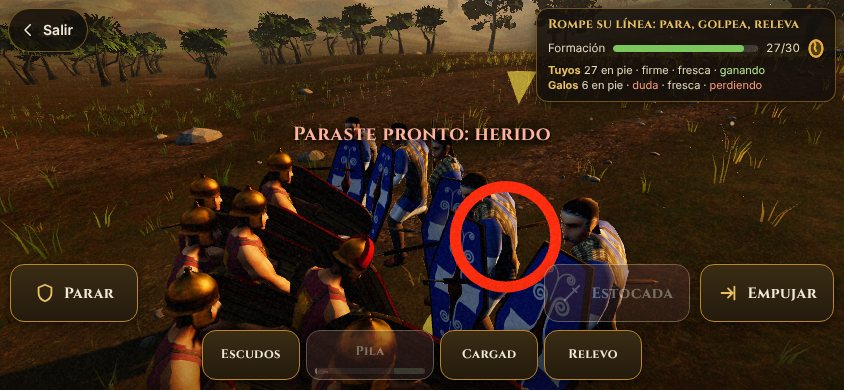 Salir
ROMPE SU LÍNEA: PARA, GOLPEA, RELEVA
Formación 27/30
Tuyos 27 en pie · firme · fresca · ganando
Galos 6 en pie · duda · fresca · perdiendo
PARASTE PRONTO: HERIDO
PARAR
ESTOCADA
EMPUJAR
ESCUDOS
PILA
CARGAD
RELEVO